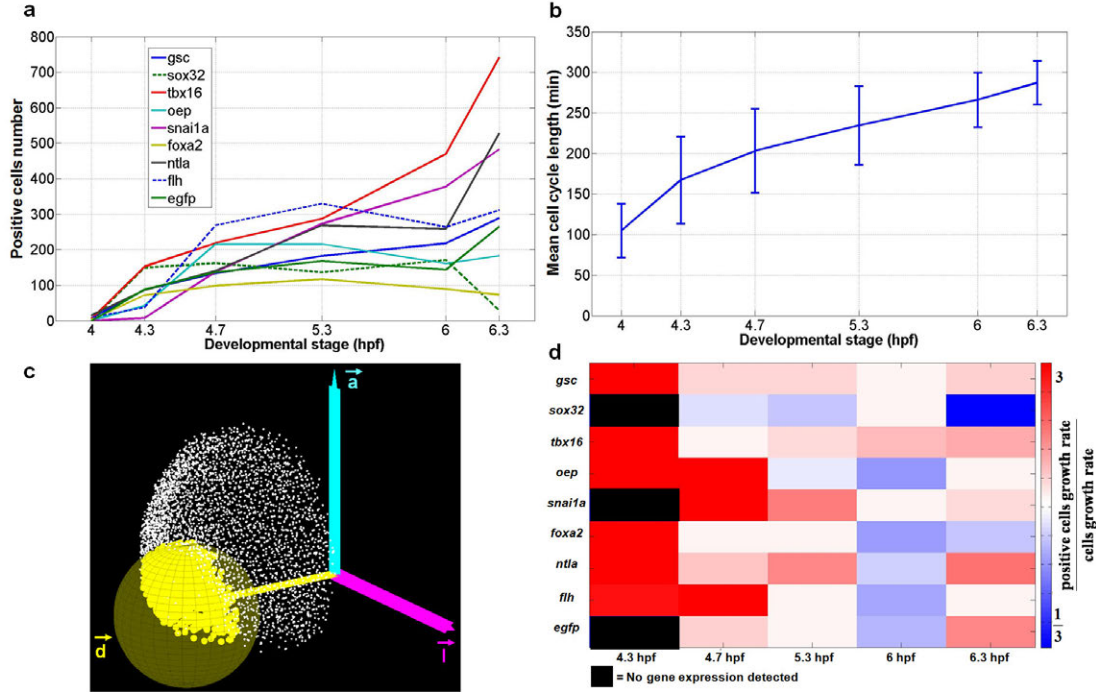 a
800
700
600
500
400
300
200
100
0
Positive cells number
gsc
sox32
tbx16
oep
snai1a
foxa2
ntla
flh
egfp
4 4.3 4.7 5.3 6 6.3
Developmental stage (hpf)
b
350
300
250
200
150
100
50
0
Mean cell cycle length (min)
4 4.3 4.7 5.3 6 6.3
Developmental stage (hpf)
c
a
d
l
d
gsc
sox32
tbx16
oep
snai1a
foxa2
ntla
flh
egfp
4.3 hpf 4.7 hpf 5.3 hpf 6 hpf 6.3 hpf
= No gene expression detected
3
1
3
positive cells growth rate
cells growth rate